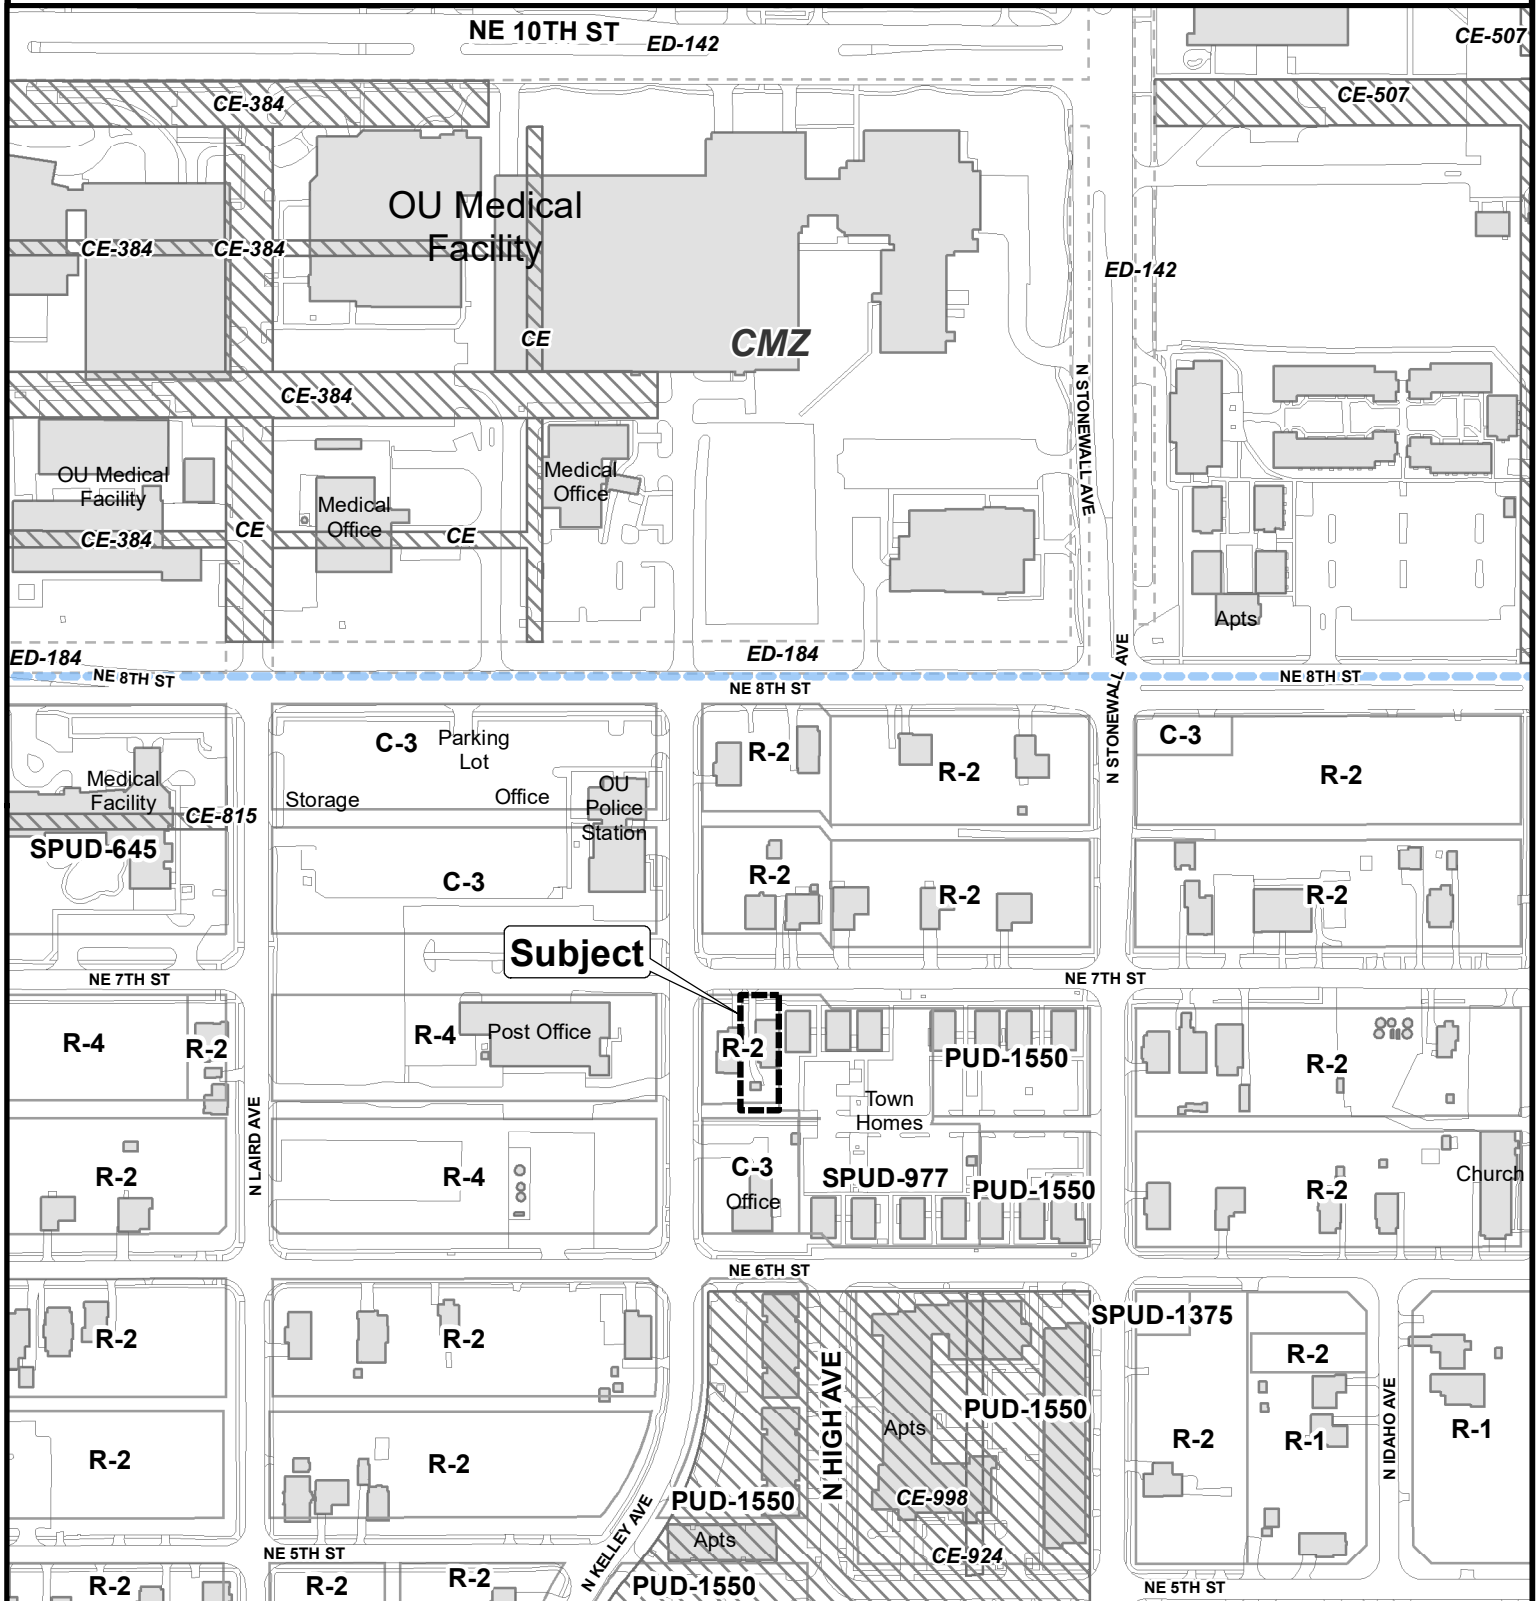 NE 10TH ST
ED-142
CE-507
CE-384
CE-507
OU Medical
Facility
CE-384
CE-384
ED-142
CE
CMZ
CE-384
N STONEWALL AVE
OU Medical
Facility
Medical
Office
Medical
Office
CE-384
CE
CE
Apts
ED-184
ED-184
NE 8TH ST
NE 8TH ST
NE 8TH ST
N STONEWALL AVE
C-3
Parking
Lot
R-2
R-2
C-3
R-2
Medical
Facility
Storage
Office
OU
Police
Station
CE-815
SPUD-645
C-3
R-2
R-2
R-2
Subject
NE 7TH ST
NE 7TH ST
R-4
R-2
R-4
Post Office
R-2
PUD-1550
R-2
Town
Homes
N LAIRD AVE
R-2
R-4
C-3
Office
SPUD-977
PUD-1550
R-2
Church
NE 6TH ST
R-2
R-2
SPUD-1375
R-2
N HIGH AVE
PUD-1550
Apts
R-2
R-1
N IDAHO AVE
R-1
R-2
R-2
PUD-1550
CE-998
N KELLEY AVE
Apts
CE-924
NE 5TH ST
R-2
R-2
R-2
PUD-1550
NE 5TH ST